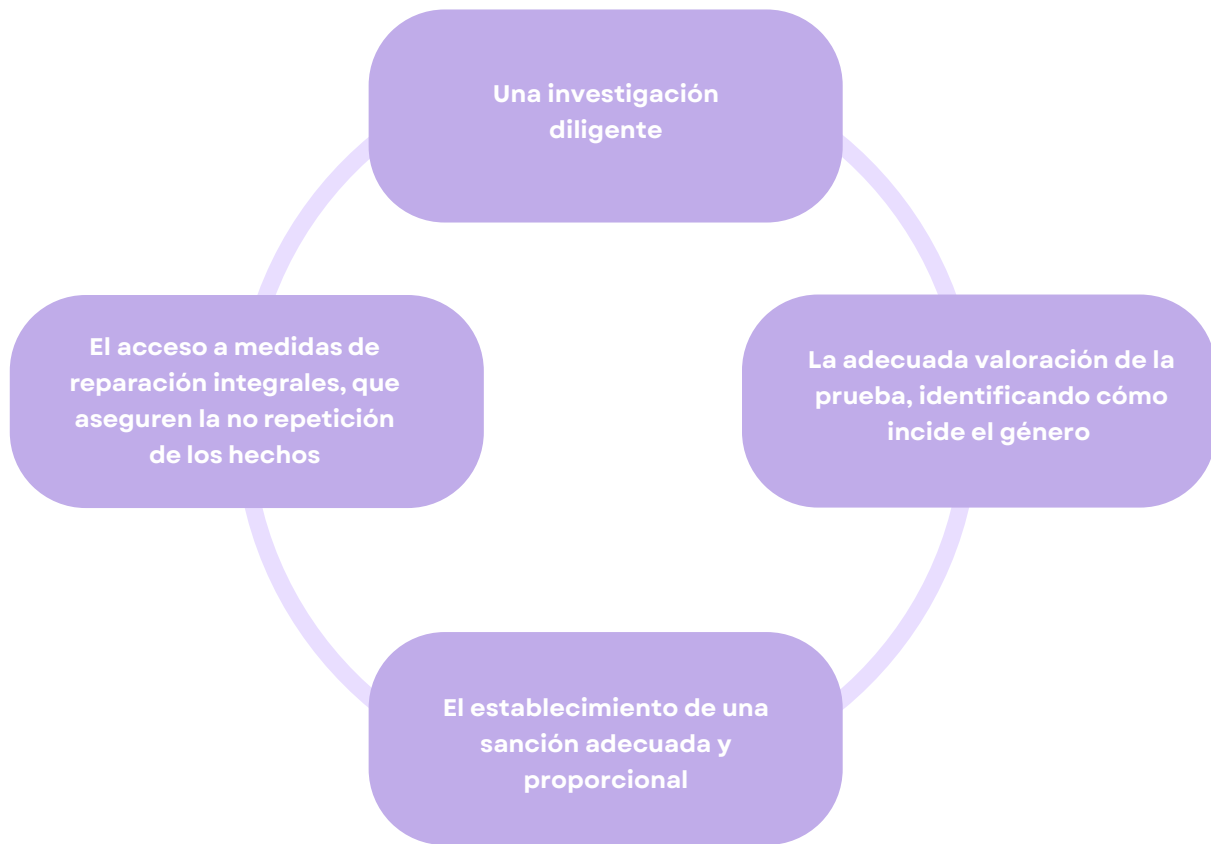 Una investigación
diligente
El acceso a medidas de
reparación integrales, que
aseguren la no repetición
de los hechos
La adecuada valoración de la
prueba, identificando cómo
incide el género
El establecimiento de una
sanción adecuada y
proporcional